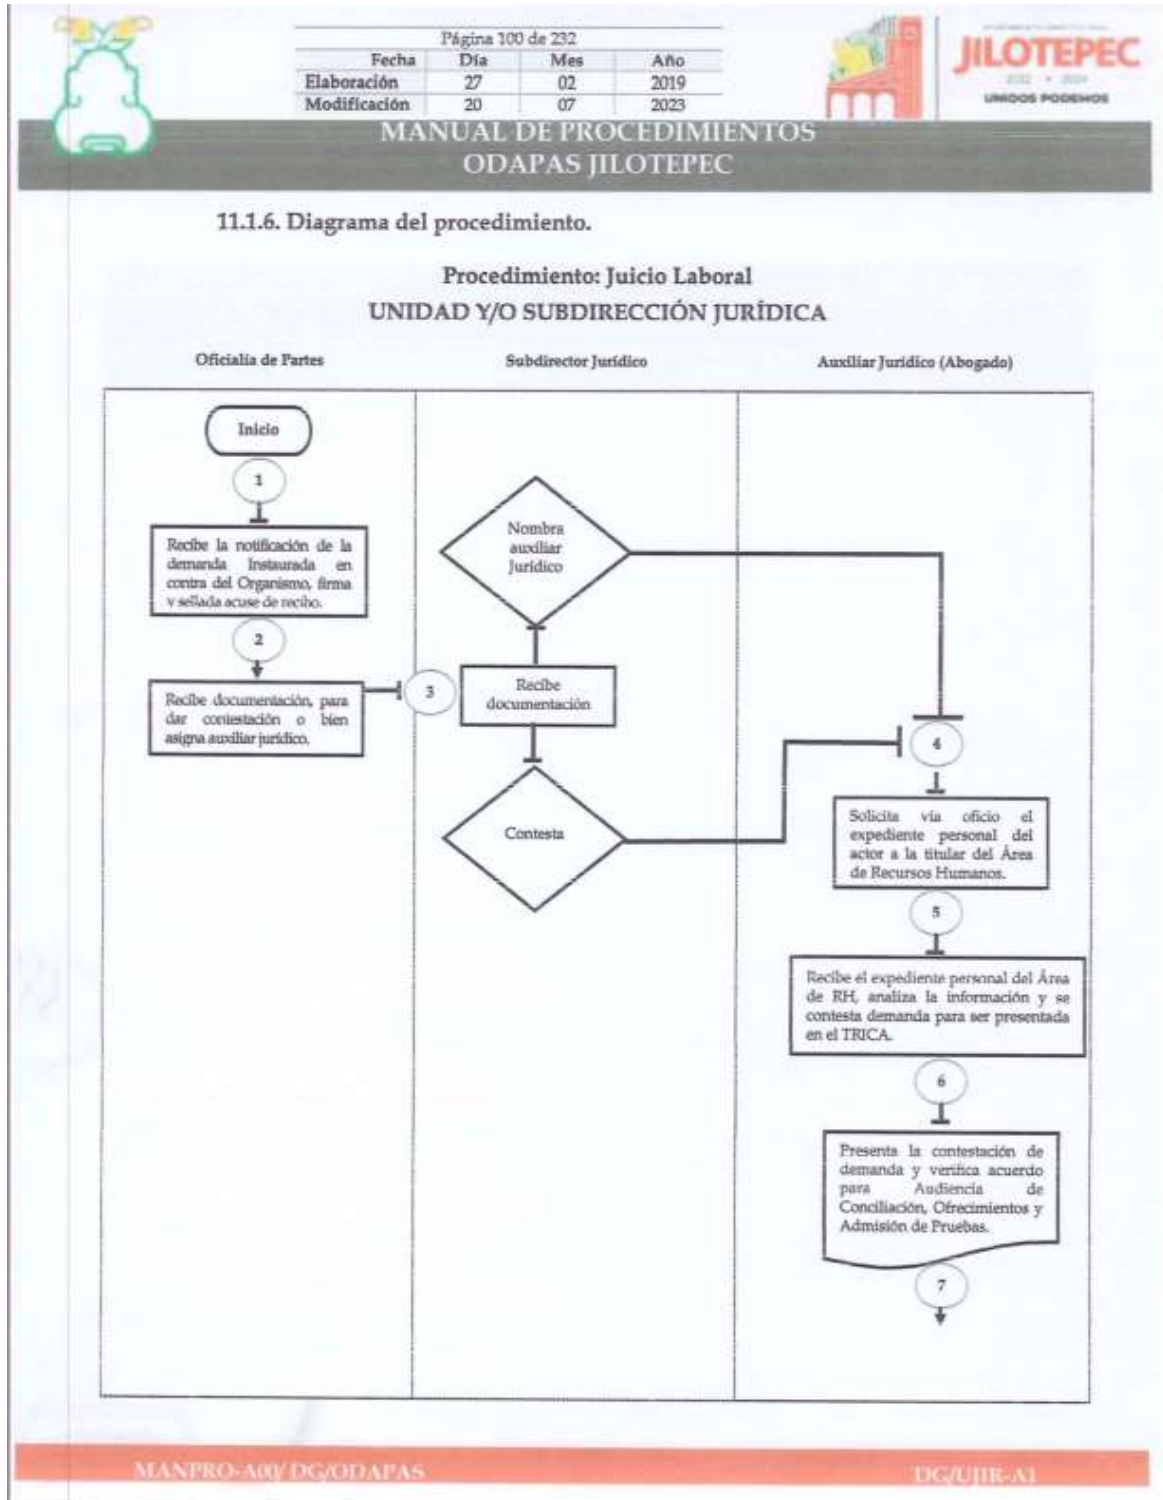 Página 100 de 232
Fecha Día Mes Año
Elaboración 27 02 2019
Modificación 20 07 2023
JILOTEPEC
UNIDOS PODEMOS
MANUAL DE PROCEDIMIENTOS
ODAPAS JILOTEPEC
11.1.6. Diagrama del procedimiento.
Procedimiento: Juicio Laboral
UNIDAD Y/O SUBDIRECCIÓN JURÍDICA
Oficialía de Partes Subdirector Jurídico Auxiliar Jurídico (Abogado)
Inicio
1
Recibe la notificación de la
demanda Instaurada en
contra del Organismo, firma
y sellada acuse de recibo.
2
Recibe documentación, para
dar contestación o bien
asigna auxiliar jurídico.
3
Nombra
auxiliar
Jurídico
Recibe
documentación
Contesta
4
Solicita vía oficio el
expediente personal del
actor a la titular del Área
de Recursos Humanos.
5
Recibe el expediente personal del Área
de RH, analiza la información y se
contesta demanda para ser presentada
en el TRICA.
6
Presenta la contestación de
demanda y verifica acuerdo
para Audiencia de
Conciliación, Ofrecimientos y
Admisión de Pruebas.
7
MANPRO-A00/ DG/ODAPAS DG/UJIR-A1